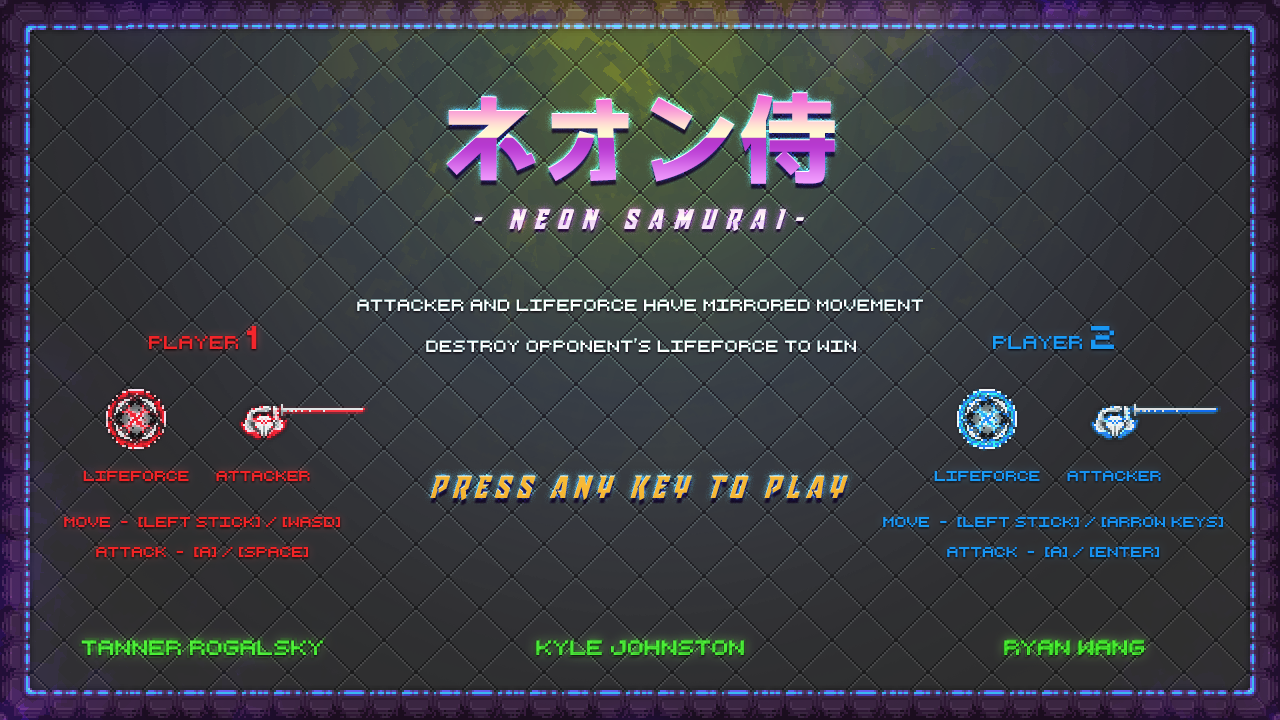 ネオン侍
- NEON SAMURAI-
ATTACKER AND LIFEFORCE HAVE MIRRORED MOVEMENT
DESTROY OPPONENT'S LIFEFORCE TO WIN
PLAYER 1
LIFEFORCE ATTACKER
MOVE - [LEFT STICK] / [WASD]
ATTACK - [A] / [SPACE]
PRESS ANY KEY TO PLAY
PLAYER 2
LIFEFORCE ATTACKER
MOVE - [LEFT STICK] / [ARROW KEYS]
ATTACK - [A] / [ENTER]
TANNER ROGALSKY
KYLE JOHNSTON
RYAN WANG